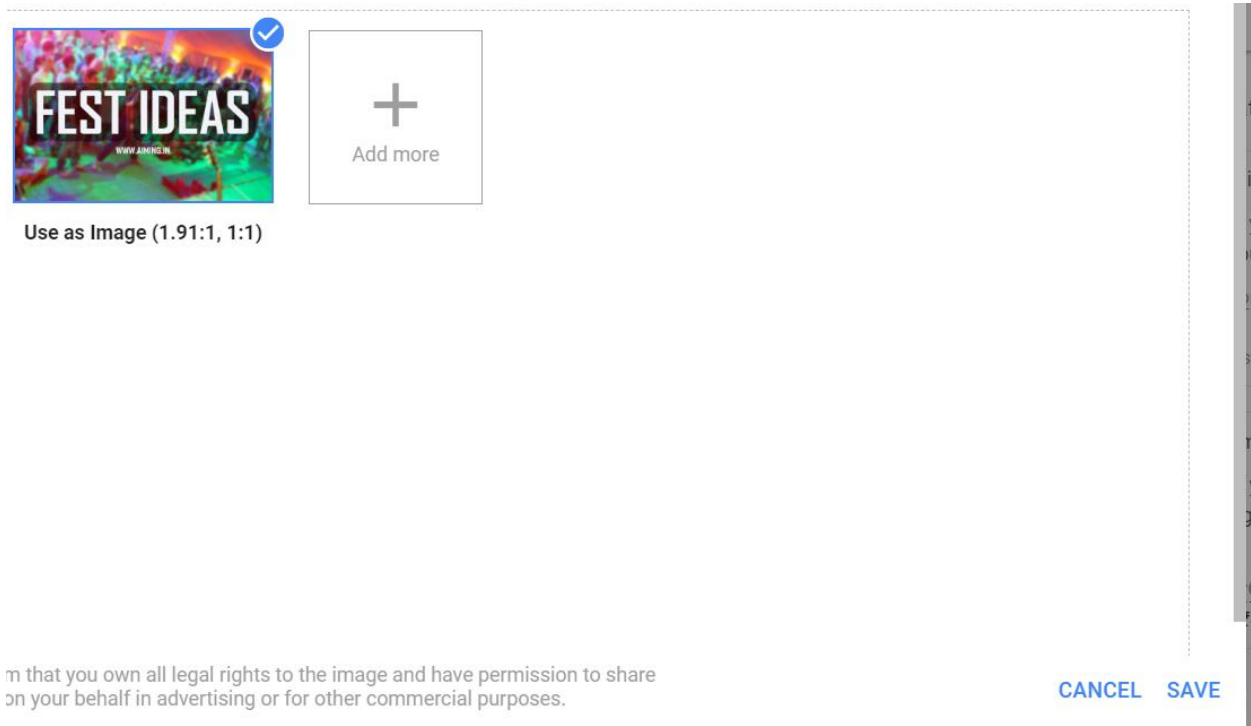 FEST IDEAS
WWW.AIMING.IN
Add more
Use as Image (1.91:1, 1:1)
m that you own all legal rights to the image and have permission to share
on your behalf in advertising or for other commercial purposes.
CANCEL SAVE